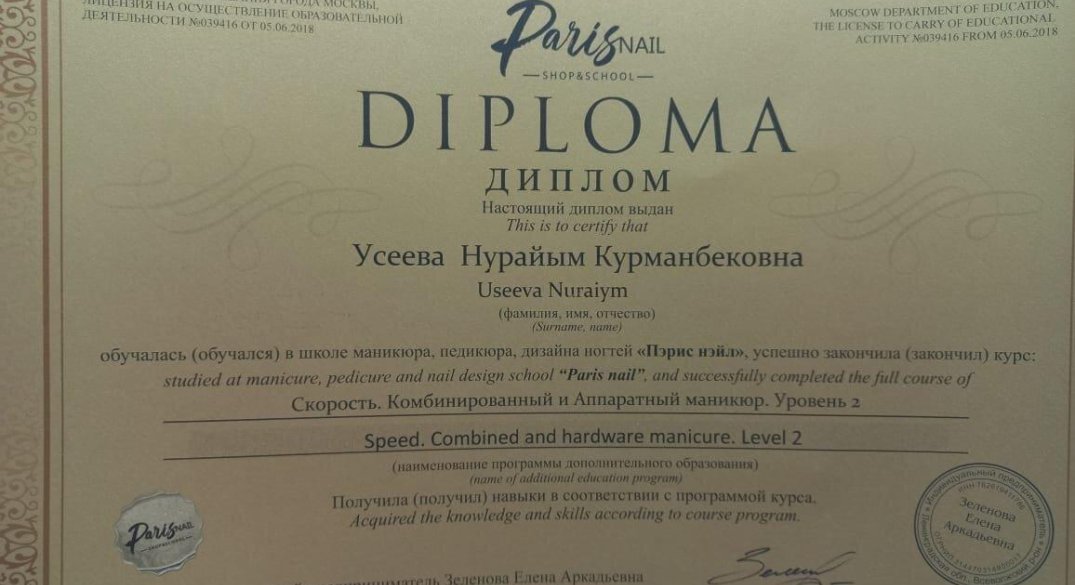 ЛИЦЕНЗИЯ НА ОСУЩЕСТВЛЕНИЕ ОБРАЗОВАТЕЛЬНОЙ
ДЕЯТЕЛЬНОСТИ №039416 ОТ 05.06.2018
MOSCOW DEPARTMENT OF EDUCATION,
THE LICENSE TO CARRY OF EDUCATIONAL
ACTIVITY №039416 FROM 05.06.2018
Paris NAIL
SHOP&SCHOOL
DIPLOMA
ДИПЛОМ
Настоящий диплом выдан
This is to certify that
Усеева Нурайым Курманбековна
Useeva Nuraiym
(фамилия, имя, отчество)
(Surname, name)
обучалась (обучался) в школе маникюра, педикюра, дизайна ногтей «Пэрис нэйл», успешно закончила (закончил) курс:
studied at manicure, pedicure and nail design school “Paris nail”, and successfully completed the full course of
Скорость. Комбинированный и Аппаратный маникюр. Уровень 2
Speed. Combined and hardware manicure. Level 2
(наименование программы дополнительного образования)
(name of additional education program)
Получила (получил) навыки в соответствии с программой курса.
Acquired the knowledge and skills according to course program.
Paris NAIL
SHOP&SCHOOL
Индивидуальный предприниматель
Зеленова
Елена
Аркадьевна
Зеленова Елена Аркадьевна